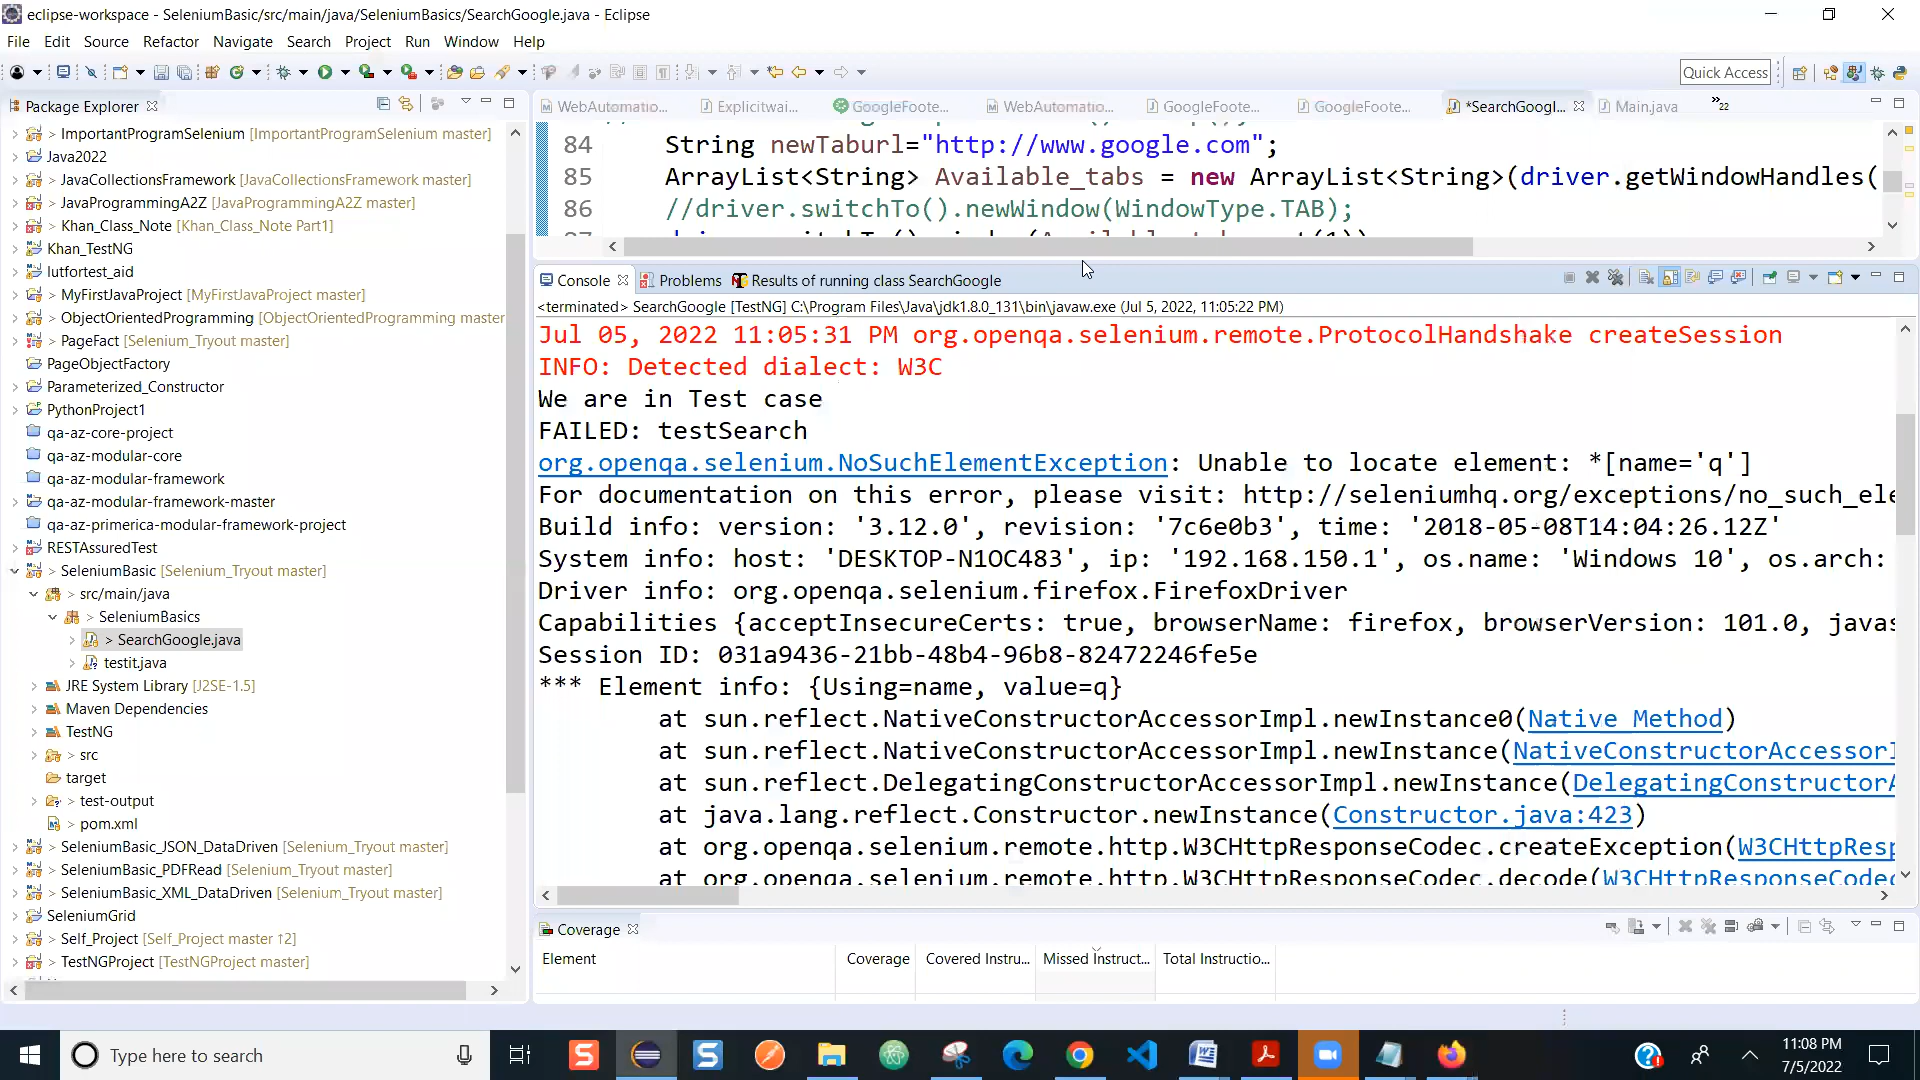 eclipse-workspace - SeleniumBasic/src/main/java/SeleniumBasics/SearchGoogle.java - Eclipse
File Edit Source Refactor Navigate Search Project Run Window Help
Quick Access
Package Explorer
WebAutomatio... Explicitwai... GoogleFoote... WebAutomatio... GoogleFoote... GoogleFoote... *SearchGoogl... Main.java »22
> ImportantProgramSelenium [ImportantProgramSelenium master]
Java2022
> JavaCollectionsFramework [JavaCollectionsFramework master]
> JavaProgrammingA2Z [JavaProgrammingA2Z master]
> Khan_Class_Note [Khan_Class_Note Part1]
Khan_TestNG
lutfortest_aid
> MyFirstJavaProject [MyFirstJavaProject master]
> ObjectOrientedProgramming [ObjectOrientedProgramming master
> PageFact [Selenium_Tryout master]
PageObjectFactory
Parameterized_Constructor
PythonProject1
qa-az-core-project
qa-az-modular-core
qa-az-modular-framework
qa-az-modular-framework-master
qa-az-primerica-modular-framework-project
RESTAssuredTest
> SeleniumBasic [Selenium_Tryout master]
> src/main/java
> SeleniumBasics
> SearchGoogle.java
testit.java
JRE System Library [J2SE-1.5]
Maven Dependencies
TestNG
> src
target
> test-output
> pom.xml
> SeleniumBasic_JSON_DataDriven [Selenium_Tryout master]
> SeleniumBasic_PDFRead [Selenium_Tryout master]
> SeleniumBasic_XML_DataDriven [Selenium_Tryout master]
SeleniumGrid
> Self_Project [Self_Project master ↑2]
> TestNGProject [TestNGProject master]
84 String newTaburl="http://www.google.com";
85 ArrayList<String> Available_tabs = new ArrayList<String>(driver.getWindowHandles(
86 //driver.switchTo().newWindow(WindowType.TAB);
Console Problems Results of running class SearchGoogle
<terminated> SearchGoogle [TestNG] C:\Program Files\Java\jdk1.8.0_131\bin\javaw.exe (Jul 5, 2022, 11:05:22 PM)
Jul 05, 2022 11:05:31 PM org.openqa.selenium.remote.ProtocolHandshake createSession
INFO: Detected dialect: W3C
We are in Test case
FAILED: testSearch
org.openqa.selenium.NoSuchElementException: Unable to locate element: *[name='q']
For documentation on this error, please visit: http://seleniumhq.org/exceptions/no_such_ele
Build info: version: '3.12.0', revision: '7c6e0b3', time: '2018-05-08T14:04:26.12Z'
System info: host: 'DESKTOP-N1OC483', ip: '192.168.150.1', os.name: 'Windows 10', os.arch:
Driver info: org.openqa.selenium.firefox.FirefoxDriver
Capabilities {acceptInsecureCerts: true, browserName: firefox, browserVersion: 101.0, javas
Session ID: 031a9436-21bb-48b4-96b8-82472246fe5e
*** Element info: {Using=name, value=q}
at sun.reflect.NativeConstructorAccessorImpl.newInstance0(Native Method)
at sun.reflect.NativeConstructorAccessorImpl.newInstance(NativeConstructorAccessorI
at sun.reflect.DelegatingConstructorAccessorImpl.newInstance(DelegatingConstructorA
at java.lang.reflect.Constructor.newInstance(Constructor.java:423)
at org.openqa.selenium.remote.http.W3CHttpResponseCodec.createException(W3CHttpResp
at org.openqa.selenium.remote.http.W3CHttpResponseCodec.decode(W3CHttpResponseCodec
Coverage
Element Coverage Covered Instru... Missed Instruct... Total Instructio...
Type here to search
11:08 PM
7/5/2022